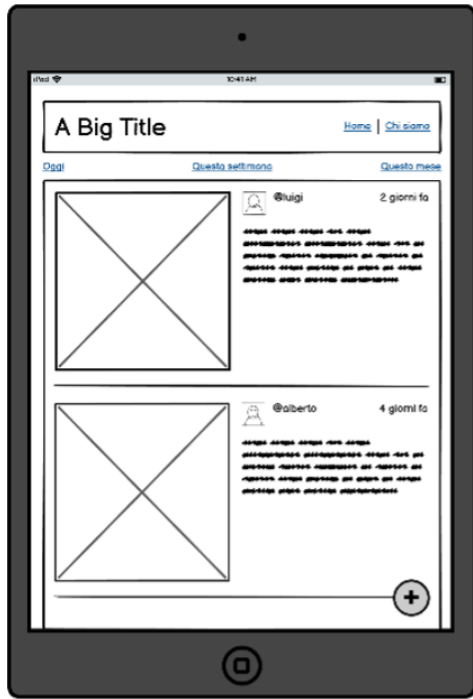 iPad 10:41 AM
A Big Title
Home | Chi siamo
Oggi Questa settimana Questo mese
@luigi 2 giorni fa
@alberto 4 giorni fa
+